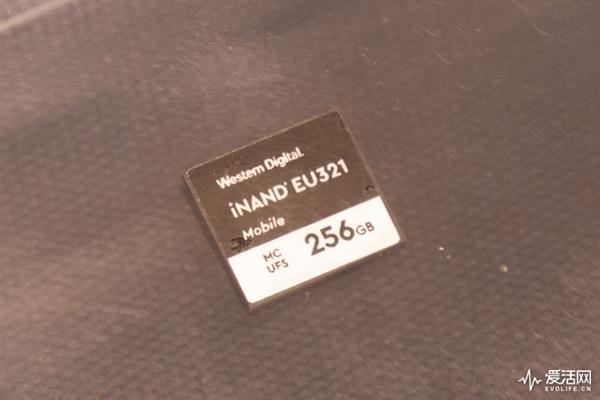 Western Digital.
iNAND® EU321
Mobile
MC
UFS
256GB
爱活网
EVOLIFE.CN